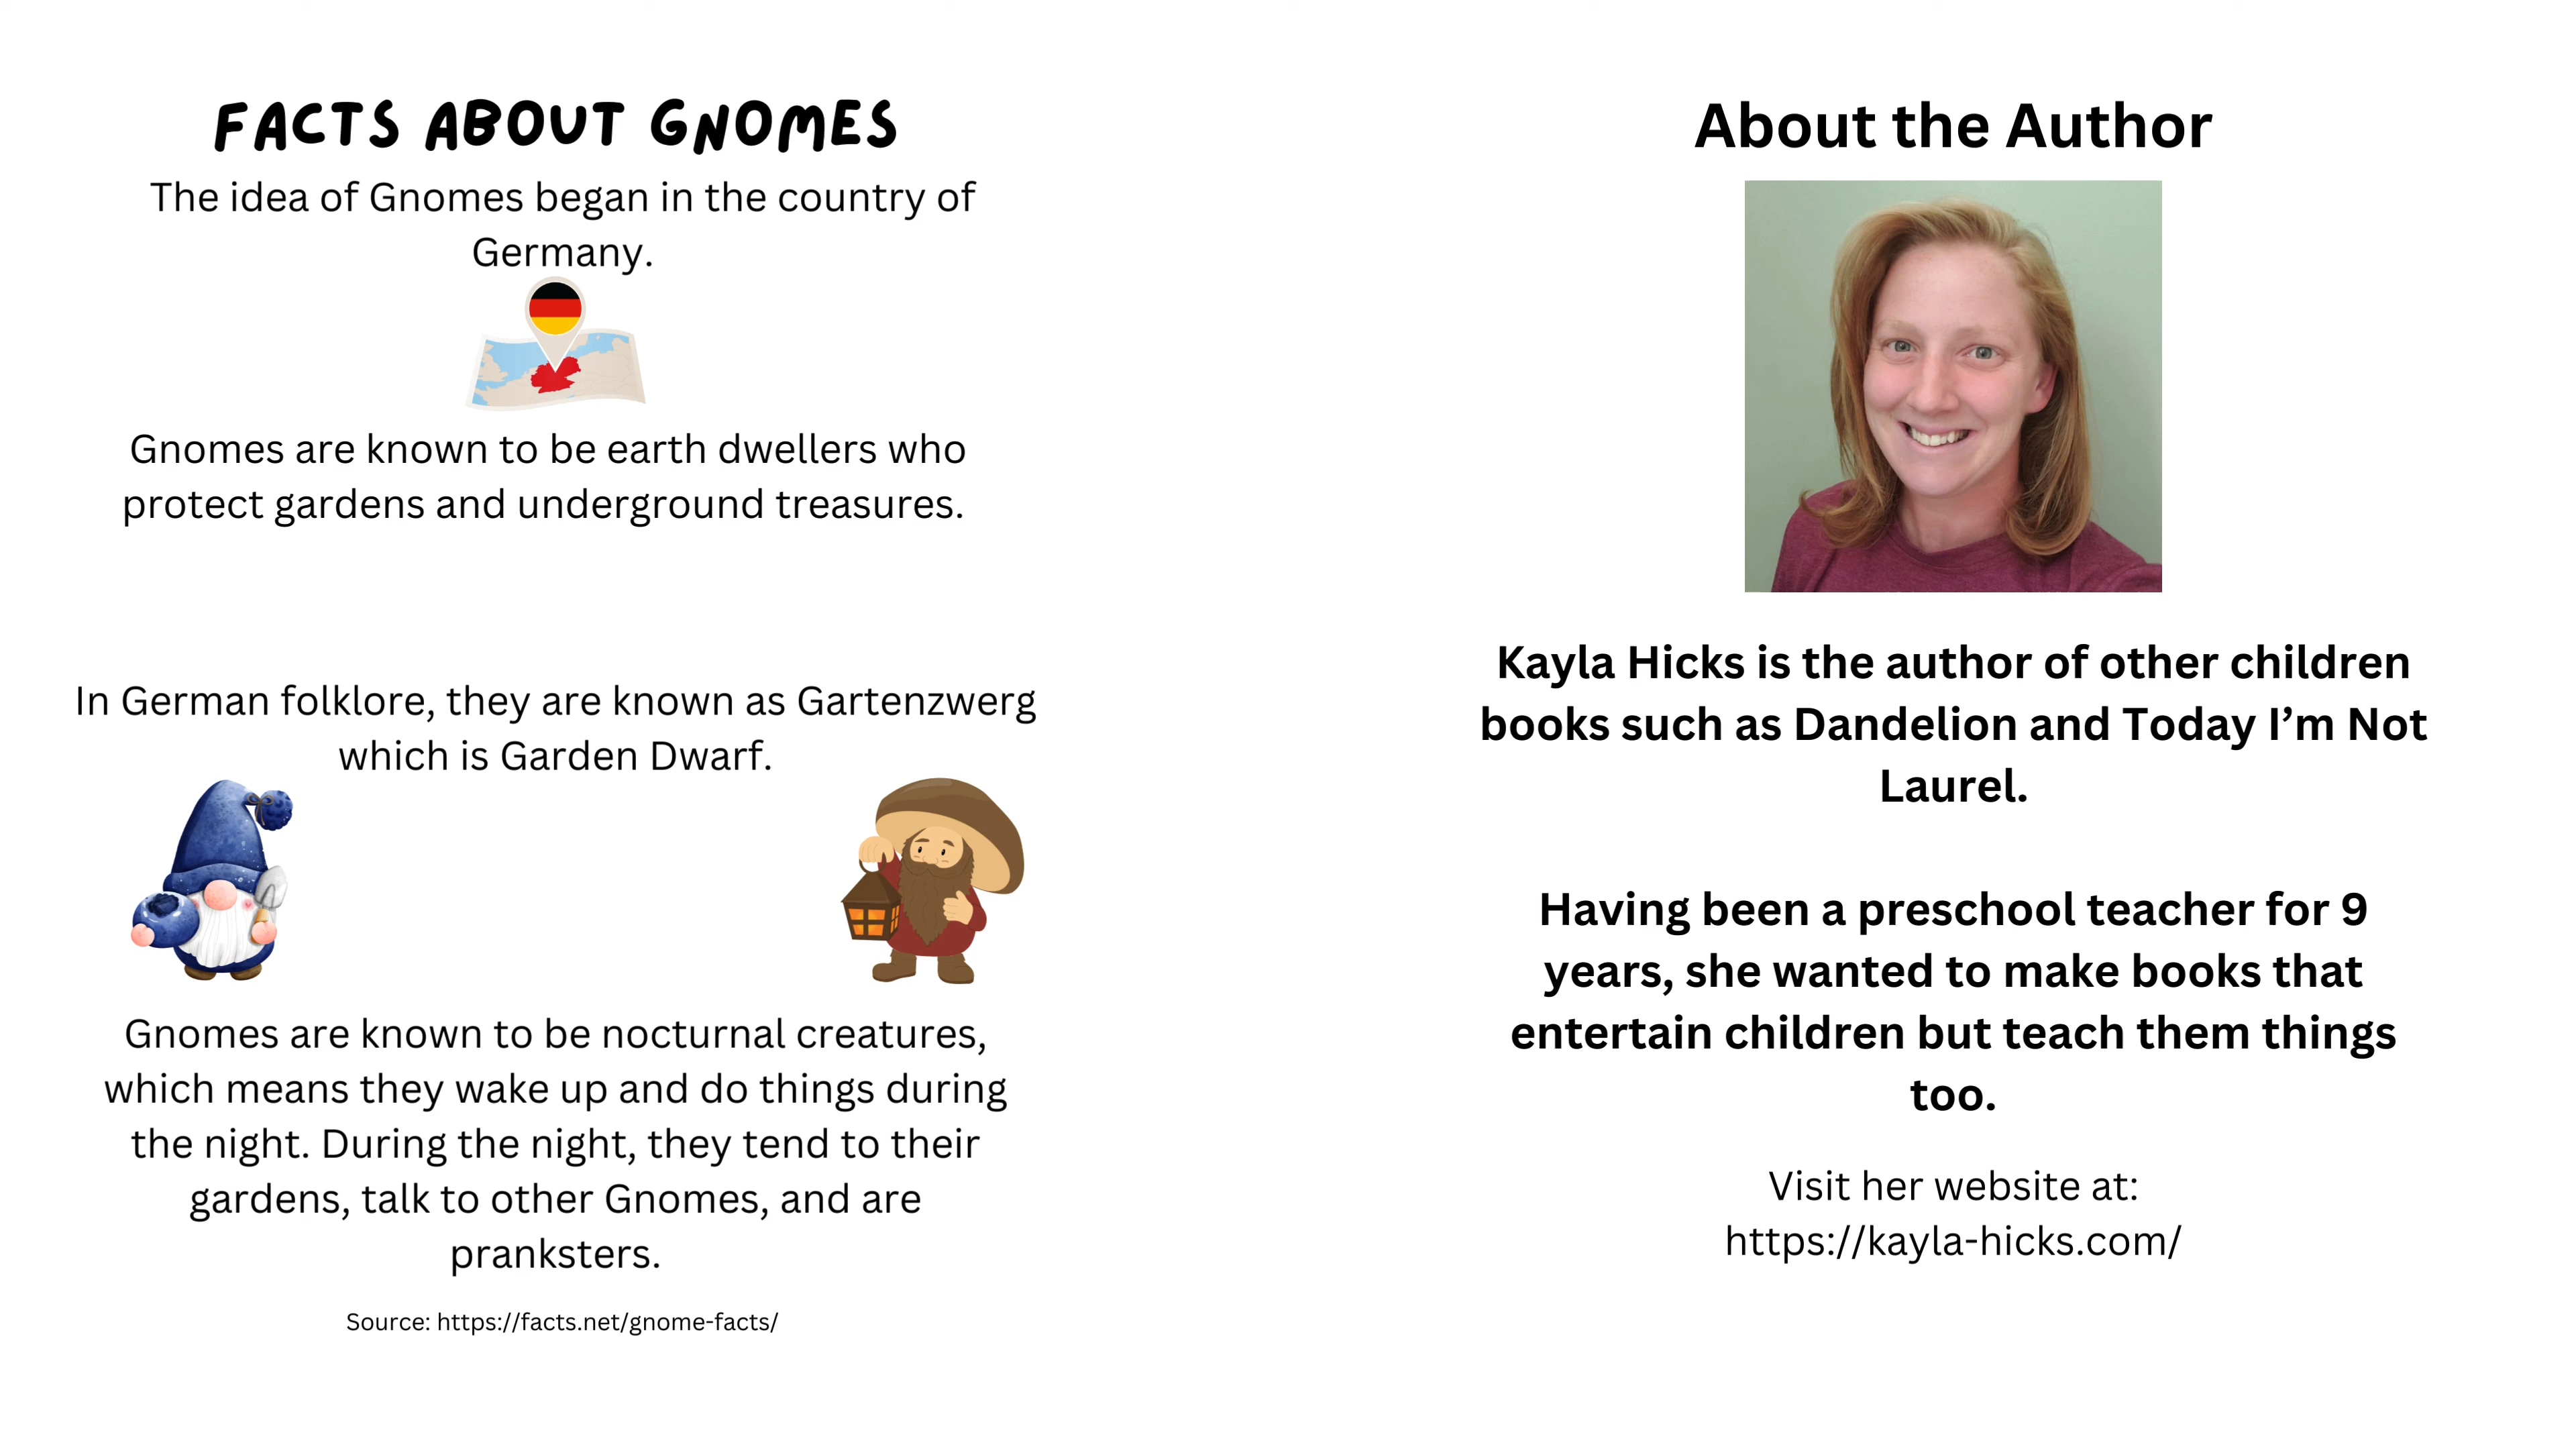 FACTS ABOUT GNOMES
The idea of Gnomes began in the country of
Germany.
Gnomes are known to be earth dwellers who
protect gardens and underground treasures.
In German folklore, they are known as Gartenzwerg
which is Garden Dwarf.
Gnomes are known to be nocturnal creatures,
which means they wake up and do things during
the night. During the night, they tend to their
gardens, talk to other Gnomes, and are
pranksters.
Source: https://facts.net/gnome-facts/
About the Author
Kayla Hicks is the author of other children
books such as Dandelion and Today I’m Not
Laurel.
Having been a preschool teacher for 9
years, she wanted to make books that
entertain children but teach them things
too.
Visit her website at:
https://kayla-hicks.com/